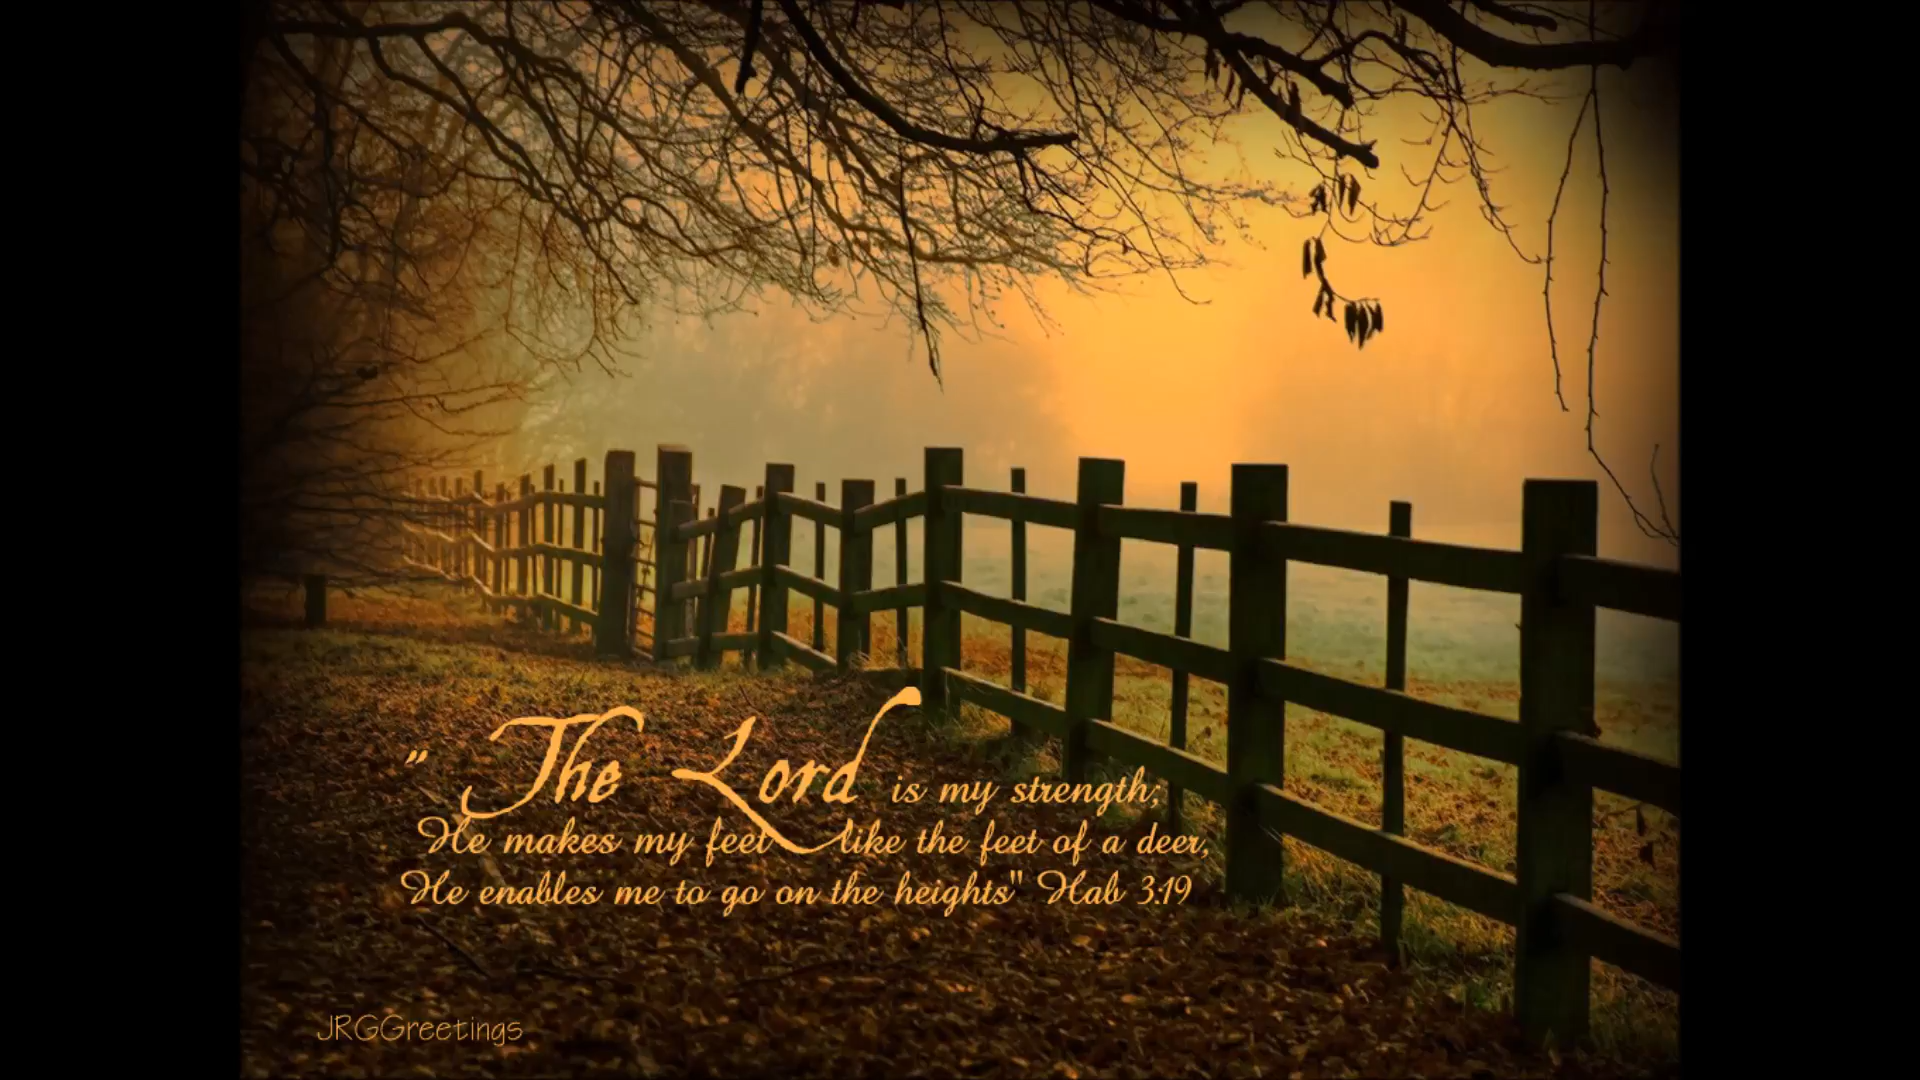 " The Lord is my strength;
He makes my feet like the feet of a deer,
He enables me to go on the heights" Hab 3:19
JRGGreetings